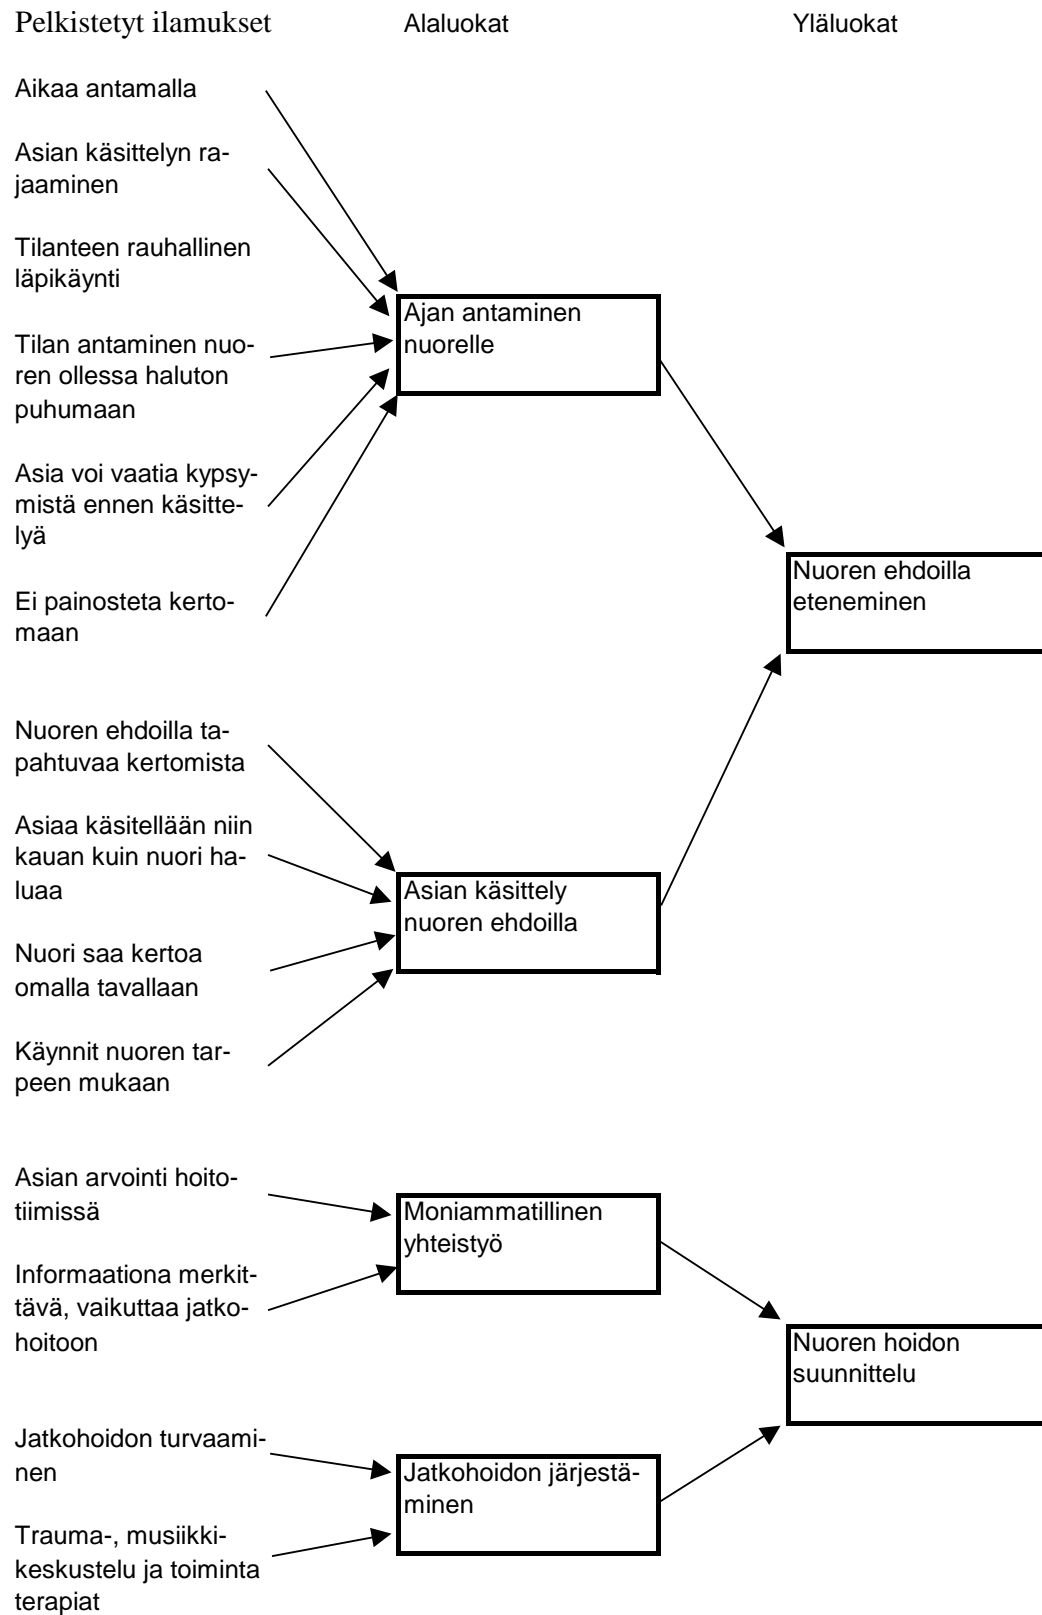 Pelkistetyt ilamukset
Alaluokat
Yläluokat
Aikaa antamalla
Asian käsittelyn ra-
jaaminen
Tilanteen rauhallinen
läpikäynti
Tilan antaminen nuo-
ren ollessa haluton
puhumaan
Asia voi vaatia kypsy-
mistä ennen käsitte-
lyä
Ei painosteta kerto-
maan
Ajan antaminen
nuorelle
Nuoren ehdoilla ta-
pahtuvaa kertomista
Asiaa käsitellään niin
kauan kuin nuori ha-
luaa
Nuori saa kertoa
omalla tavallaan
Käynnit nuoren tar-
peen mukaan
Asian käsittely
nuoren ehdoilla
Nuoren ehdoilla
eteneminen
Asian arvointi hoito-
tiimissä
Informaationa merkit-
tävä, vaikuttaa jatko-
hoitoon
Moniammatillinen
yhteistyö
Jatkohoidon turvaami-
nen
Trauma-, musiikki-
keskustelu ja toiminta
terapiat
Jatkohoidon järjestä-
minen
Nuoren hoidon
suunnittelu